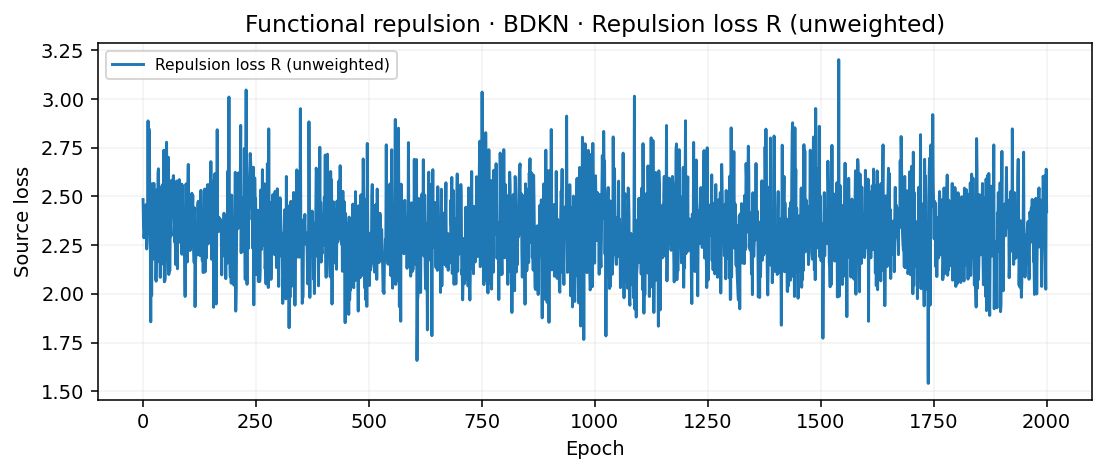 Functional repulsion · BDKN · Repulsion loss R (unweighted)
Repulsion loss R (unweighted)
Source loss
3.25
3.00
2.75
2.50
2.25
2.00
1.75
1.50
0 250 500 750 1000 1250 1500 1750 2000
Epoch